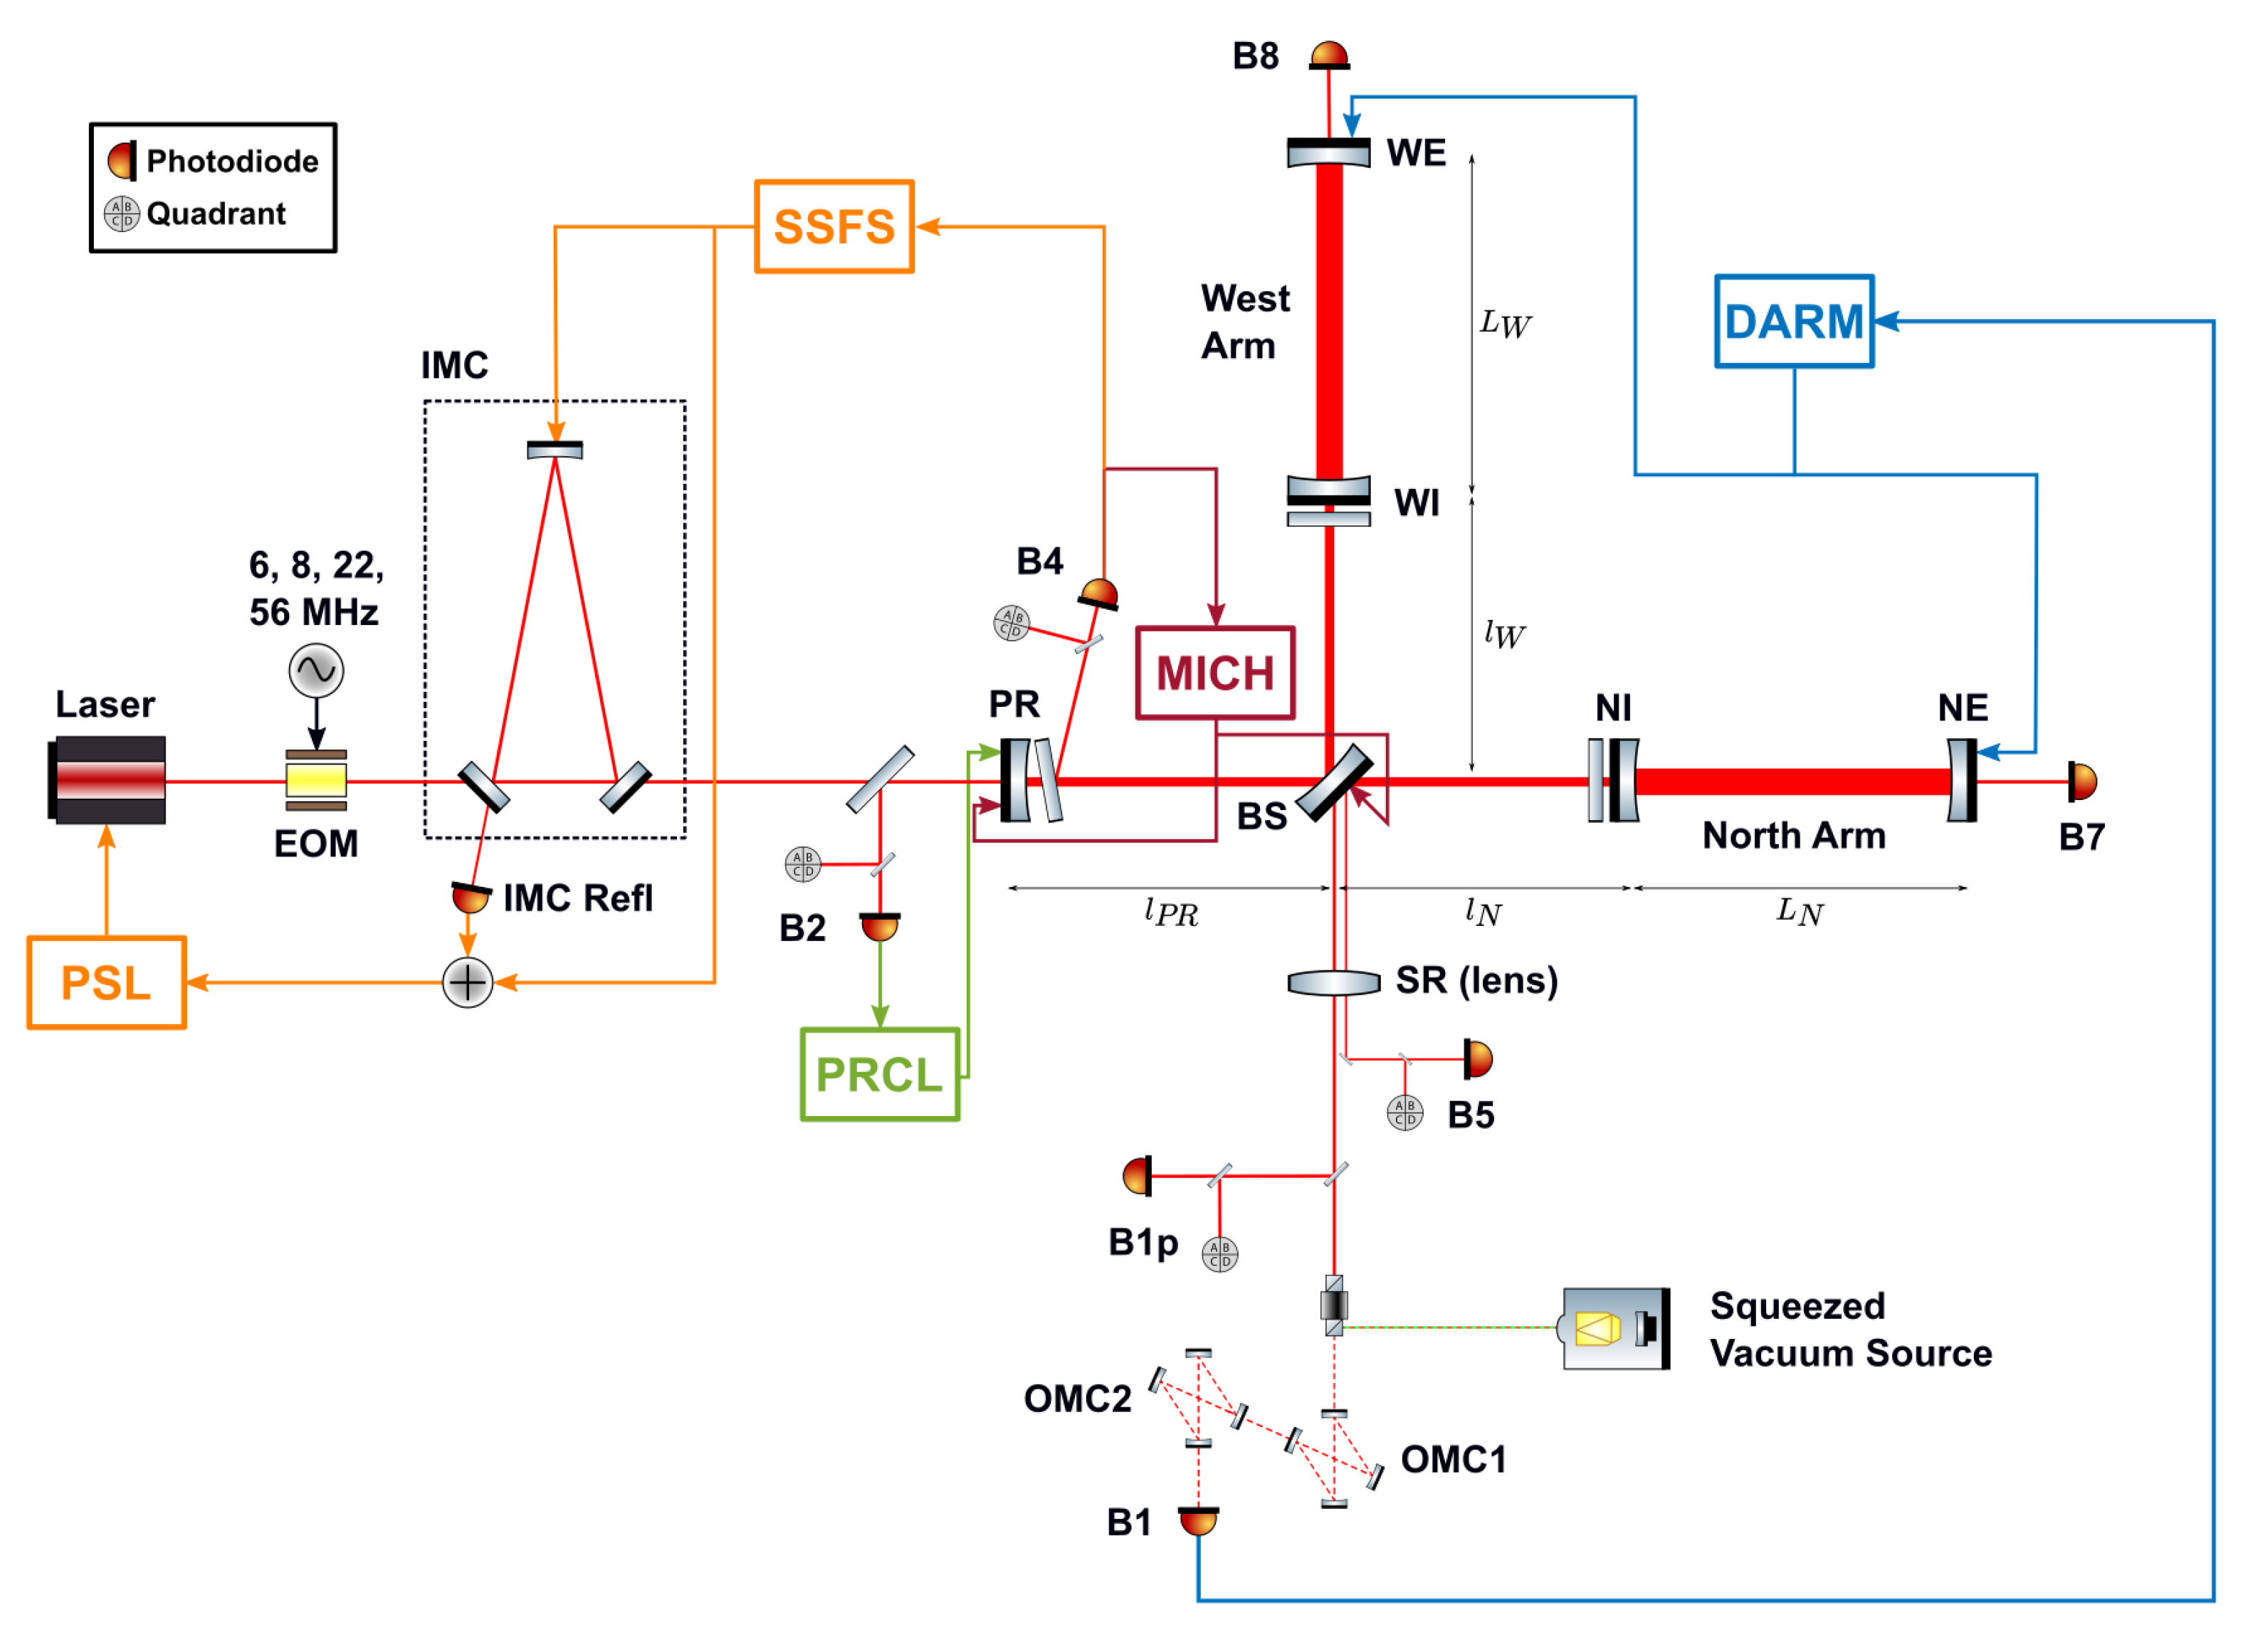 B8
WE
Photodiode
A B
C D
Quadrant
SSFS
West
Arm
L_W
DARM
IMC
WI
6, 8, 22,
56 MHz
B4
A B
C D
l_W
MICH
Laser
PR
NI
NE
EOM
BS
North Arm
B7
A B
C D
IMC Refl
B2
l_PR
l_N
L_N
PSL
SR (lens)
PRCL
A B
C D
B5
B1p
A B
C D
Squeezed
Vacuum Source
OMC2
OMC1
B1